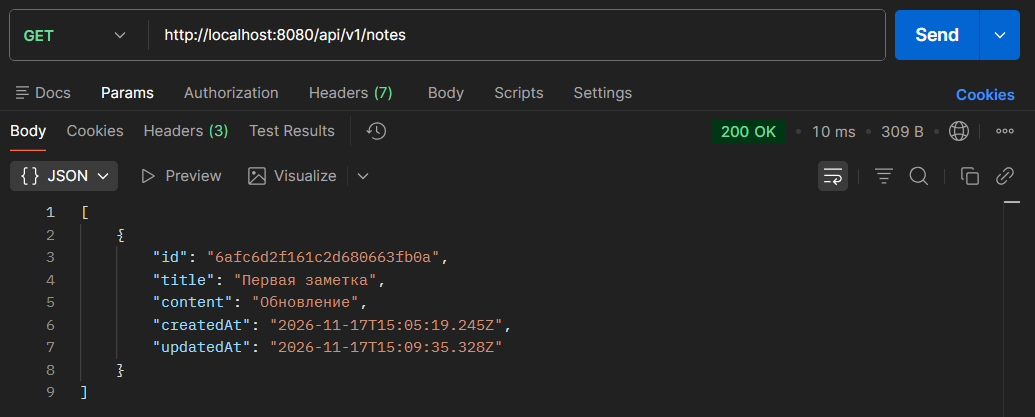 GET http://localhost:8080/api/v1/notes Send
Docs Params Authorization Headers (7) Body Scripts Settings Cookies
Body Cookies Headers (3) Test Results 200 OK • 10 ms • 309 B •
{} JSON Preview Visualize
1 [
2 {
3 "id": "6afc6d2f161c2d680663fb0a",
4 "title": "Первая заметка",
5 "content": "Обновление",
6 "createdAt": "2026-11-17T15:05:19.245Z",
7 "updatedAt": "2026-11-17T15:09:35.328Z"
8 }
9 ]